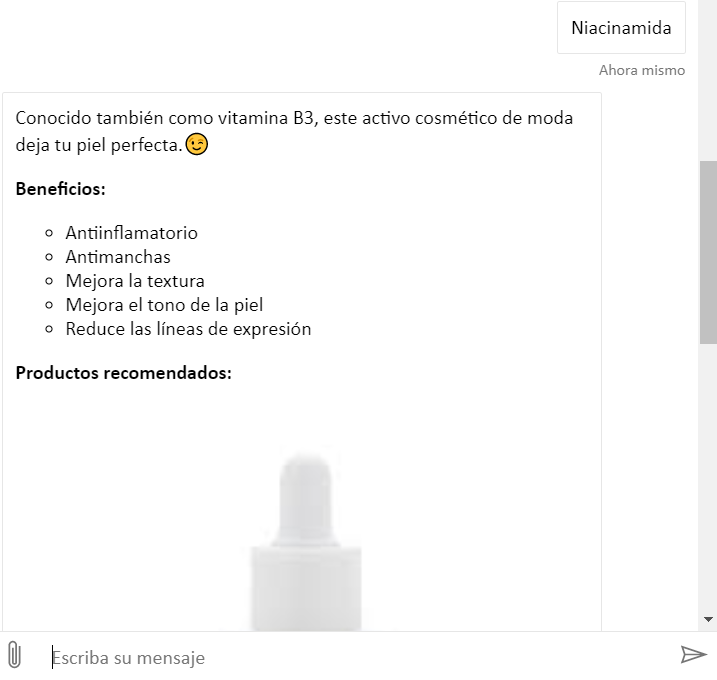 Niacinamida
Ahora mismo
Conocido también como vitamina B3, este activo cosmético de moda
deja tu piel perfecta.😉
Beneficios:
Antiinflamatorio
Antimanchas
Mejora la textura
Mejora el tono de la piel
Reduce las líneas de expresión
Productos recomendados:
Escriba su mensaje